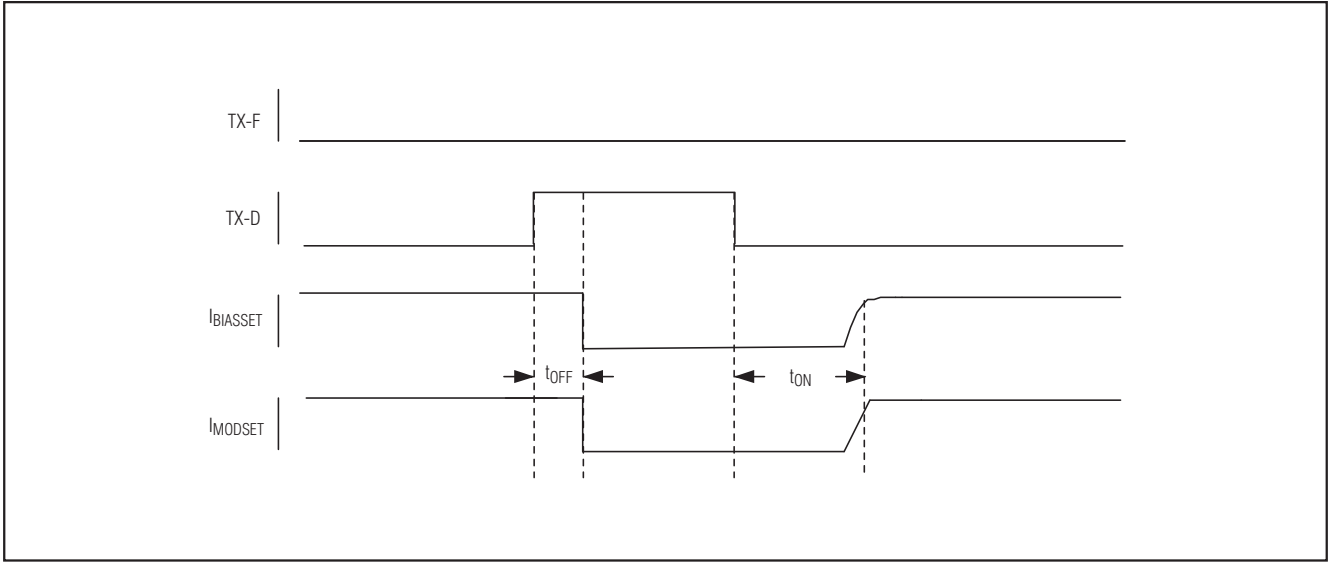 TX-F
TX-D
IBIASSET
tOFF
tON
IMODSET